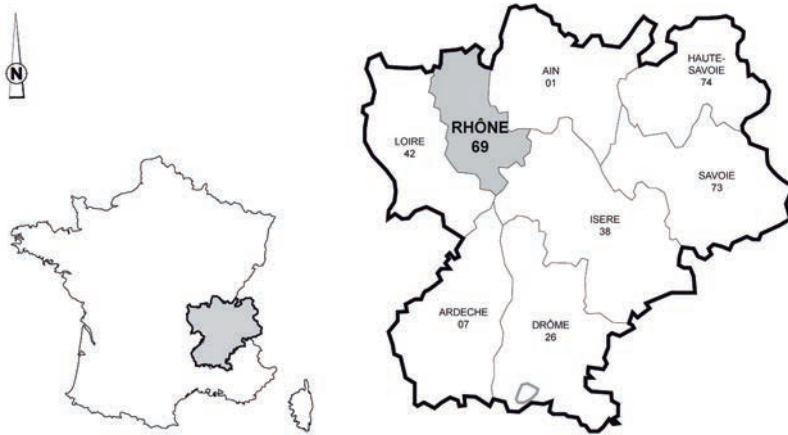 N
HAUTE-
SAVOIE
74
AIN
01
RHÔNE
69
LOIRE
42
SAVOIE
73
ISERE
38
ARDECHE
07
DRÔME
26